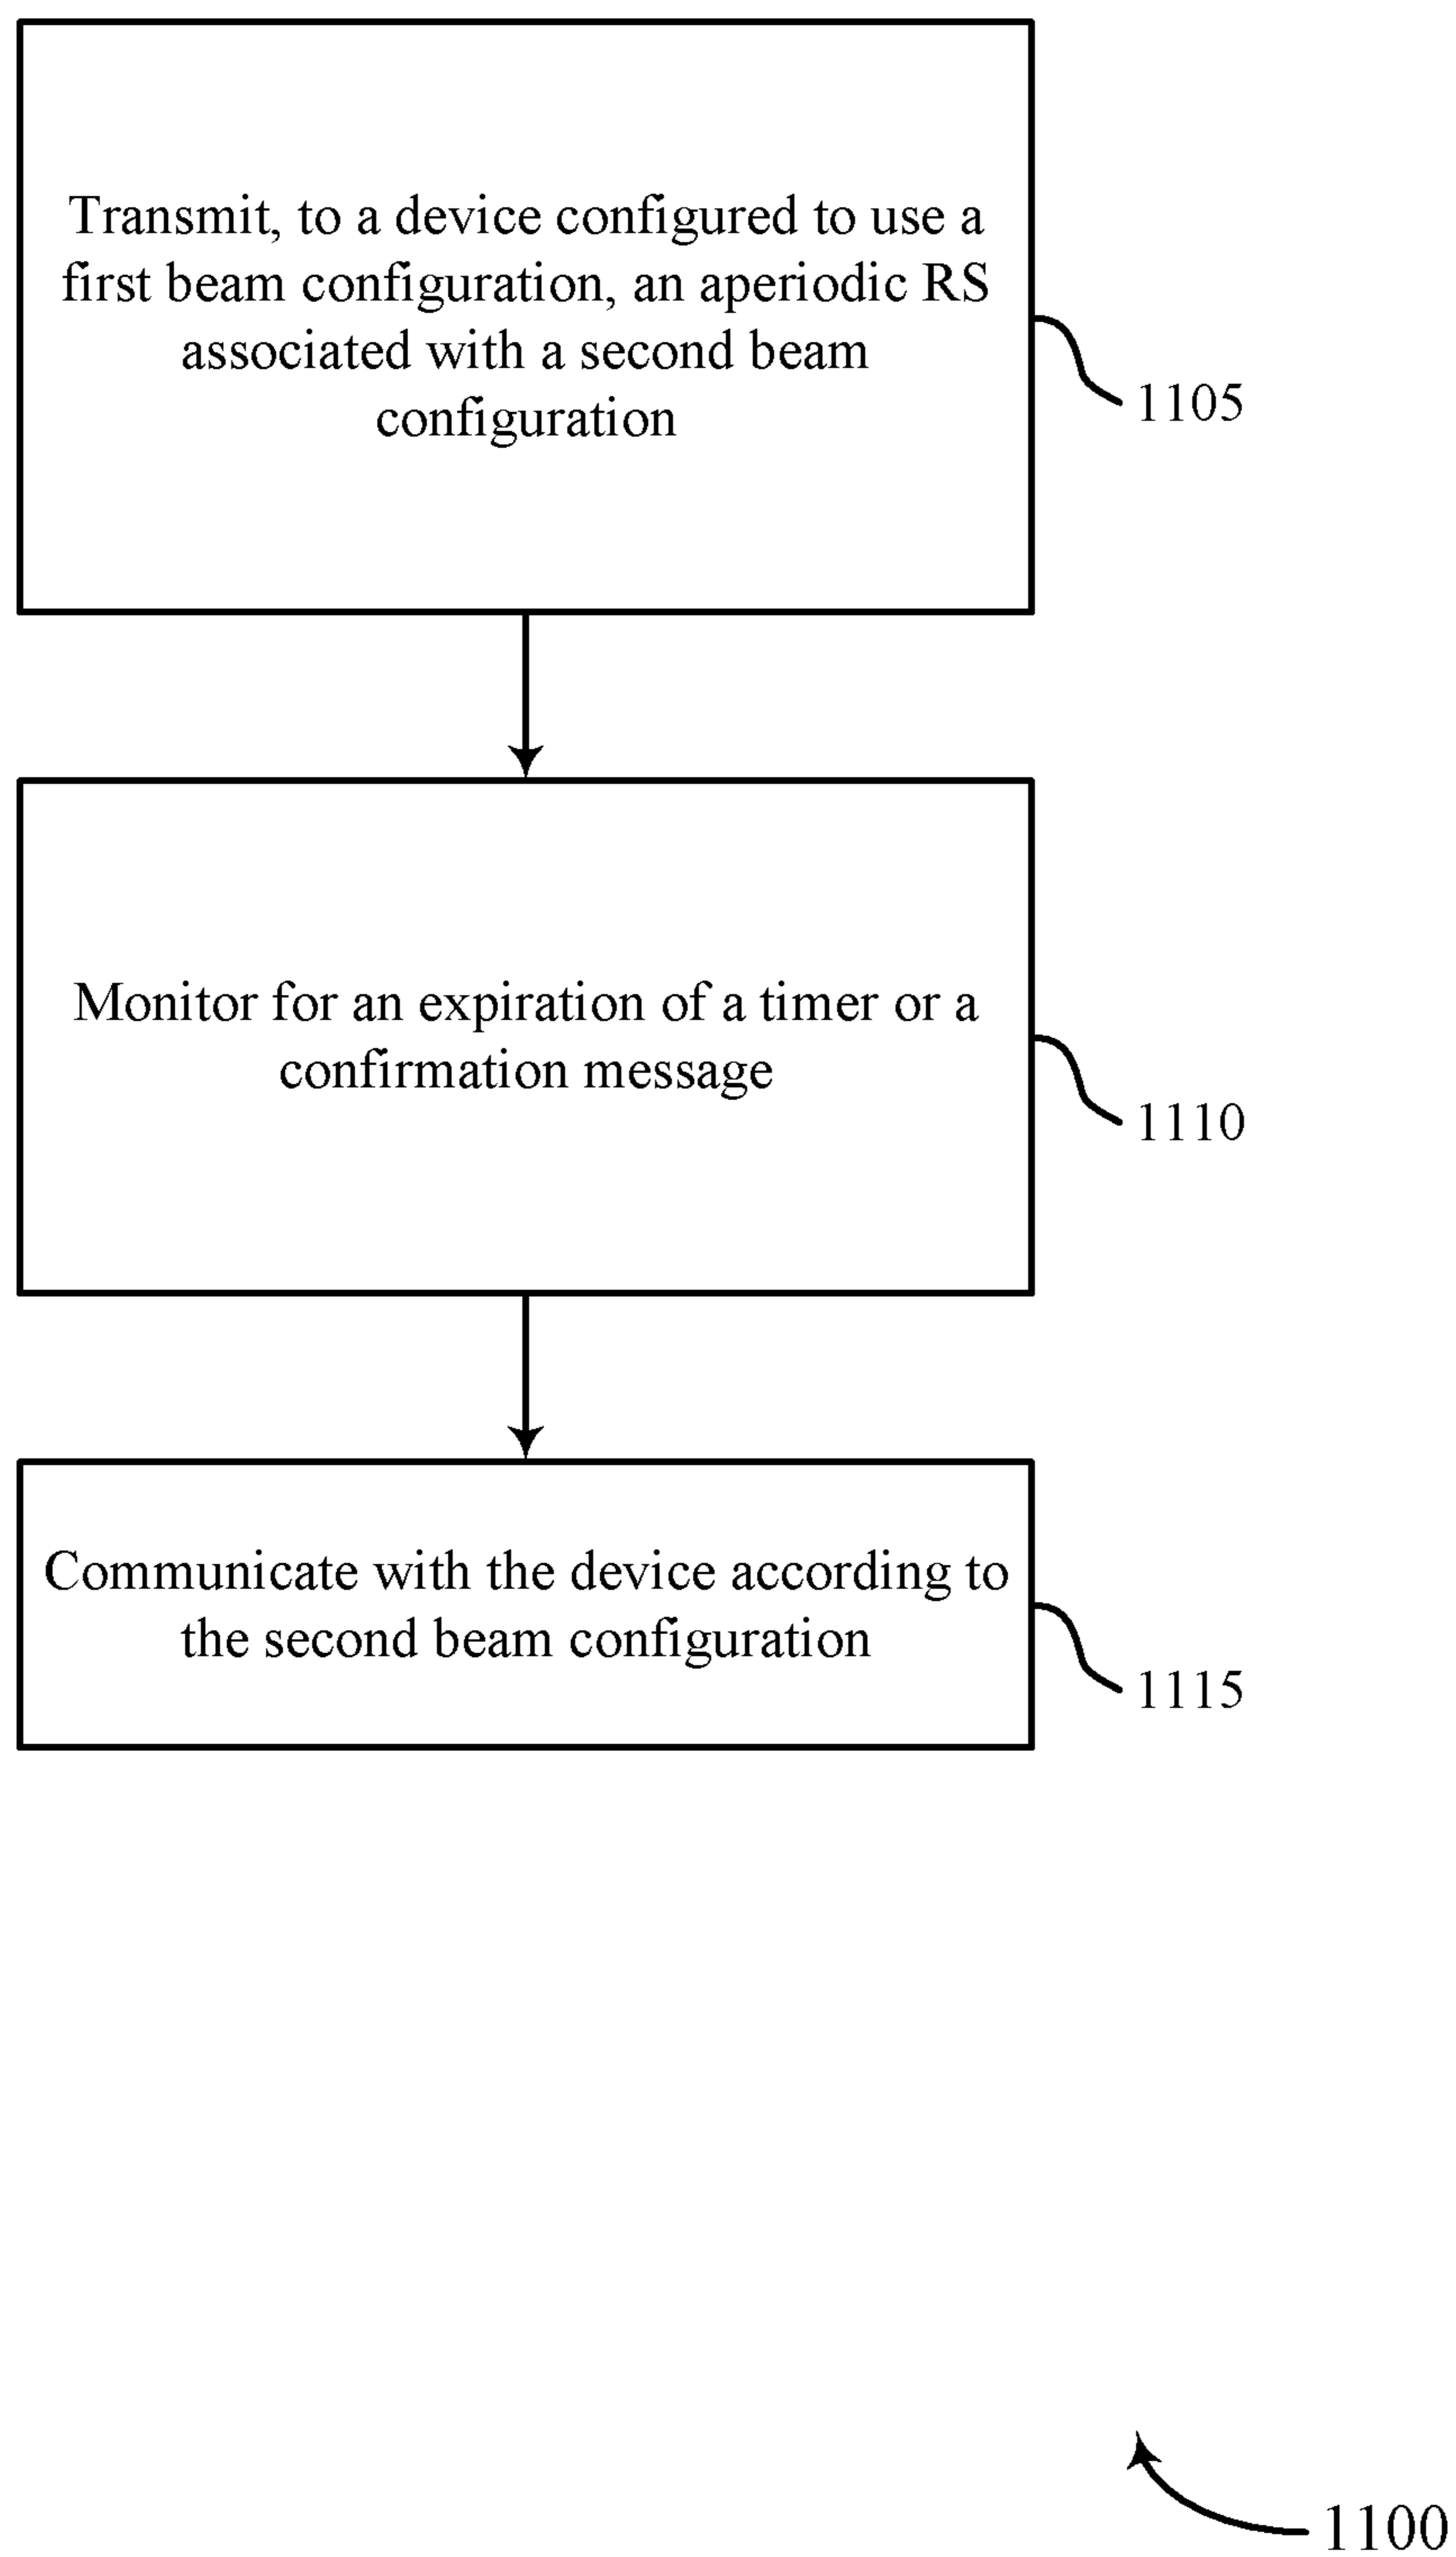 Transmit, to a device configured to use a
first beam configuration, an aperiodic RS
associated with a second beam
configuration
1105
Monitor for an expiration of a timer or a
confirmation message
1110
Communicate with the device according to
the second beam configuration
1115
1100